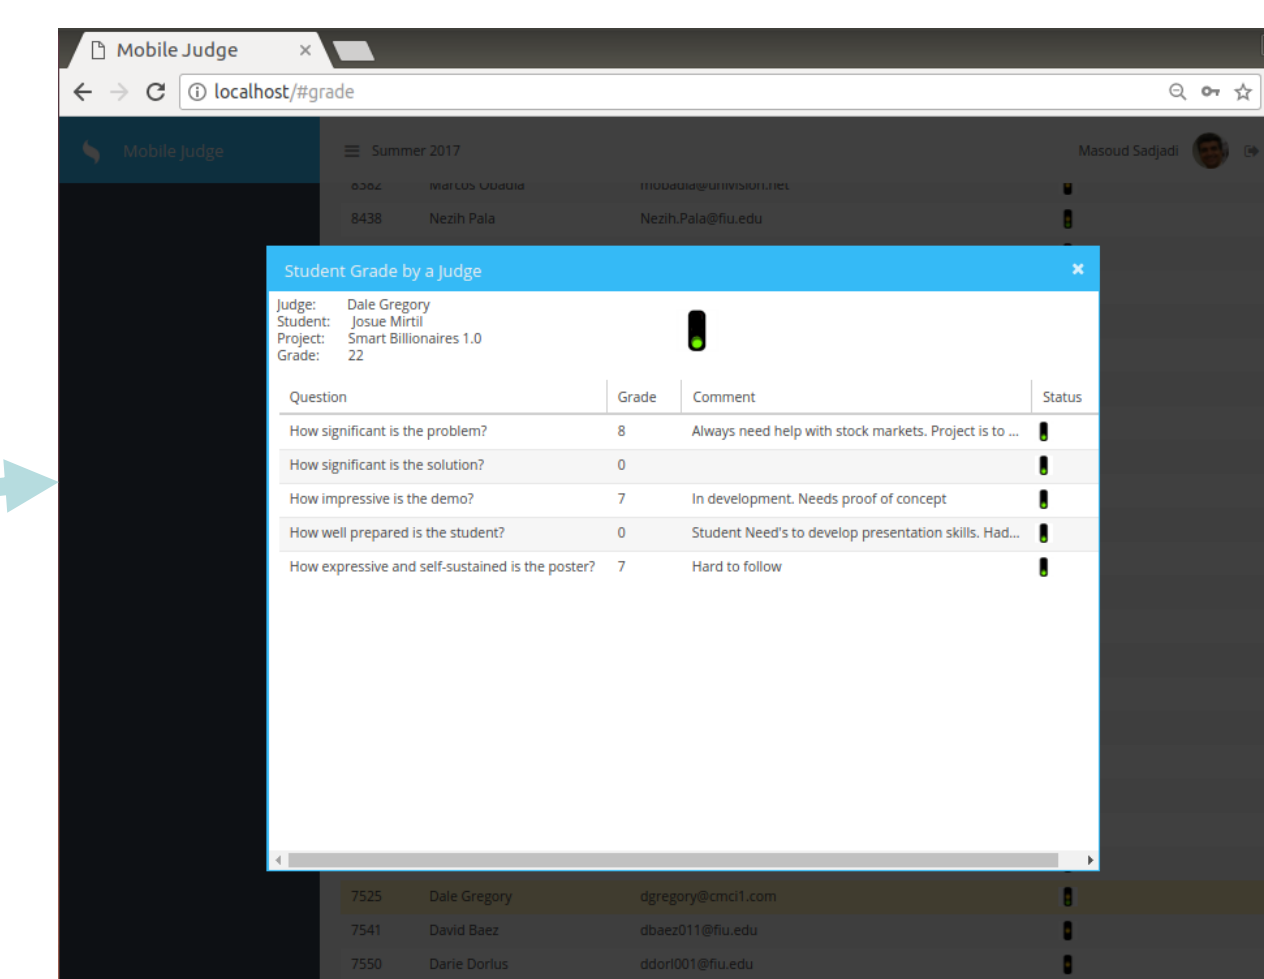 Mobile Judge
localhost/#grade
Mobile Judge
Summer 2017
Masoud Sadjadi
8382 Marcus Obadia mobadia@univision.net
8438 Nezih Pala Nezih.Pala@fiu.edu
Student Grade by a Judge
Judge: Dale Gregory
Student: Josue Mirtil
Project: Smart Billionaires 1.0
Grade: 22
Question Grade Comment Status
How significant is the problem? 8 Always need help with stock markets. Project is to ...
How significant is the solution? 0
How impressive is the demo? 7 In development. Needs proof of concept
How well prepared is the student? 0 Student Need's to develop presentation skills. Had...
How expressive and self-sustained is the poster? 7 Hard to follow
7525 Dale Gregory dgregory@cmci1.com
7541 David Baez dbaez011@fiu.edu
7550 Darie Dorlus ddorl001@fiu.edu